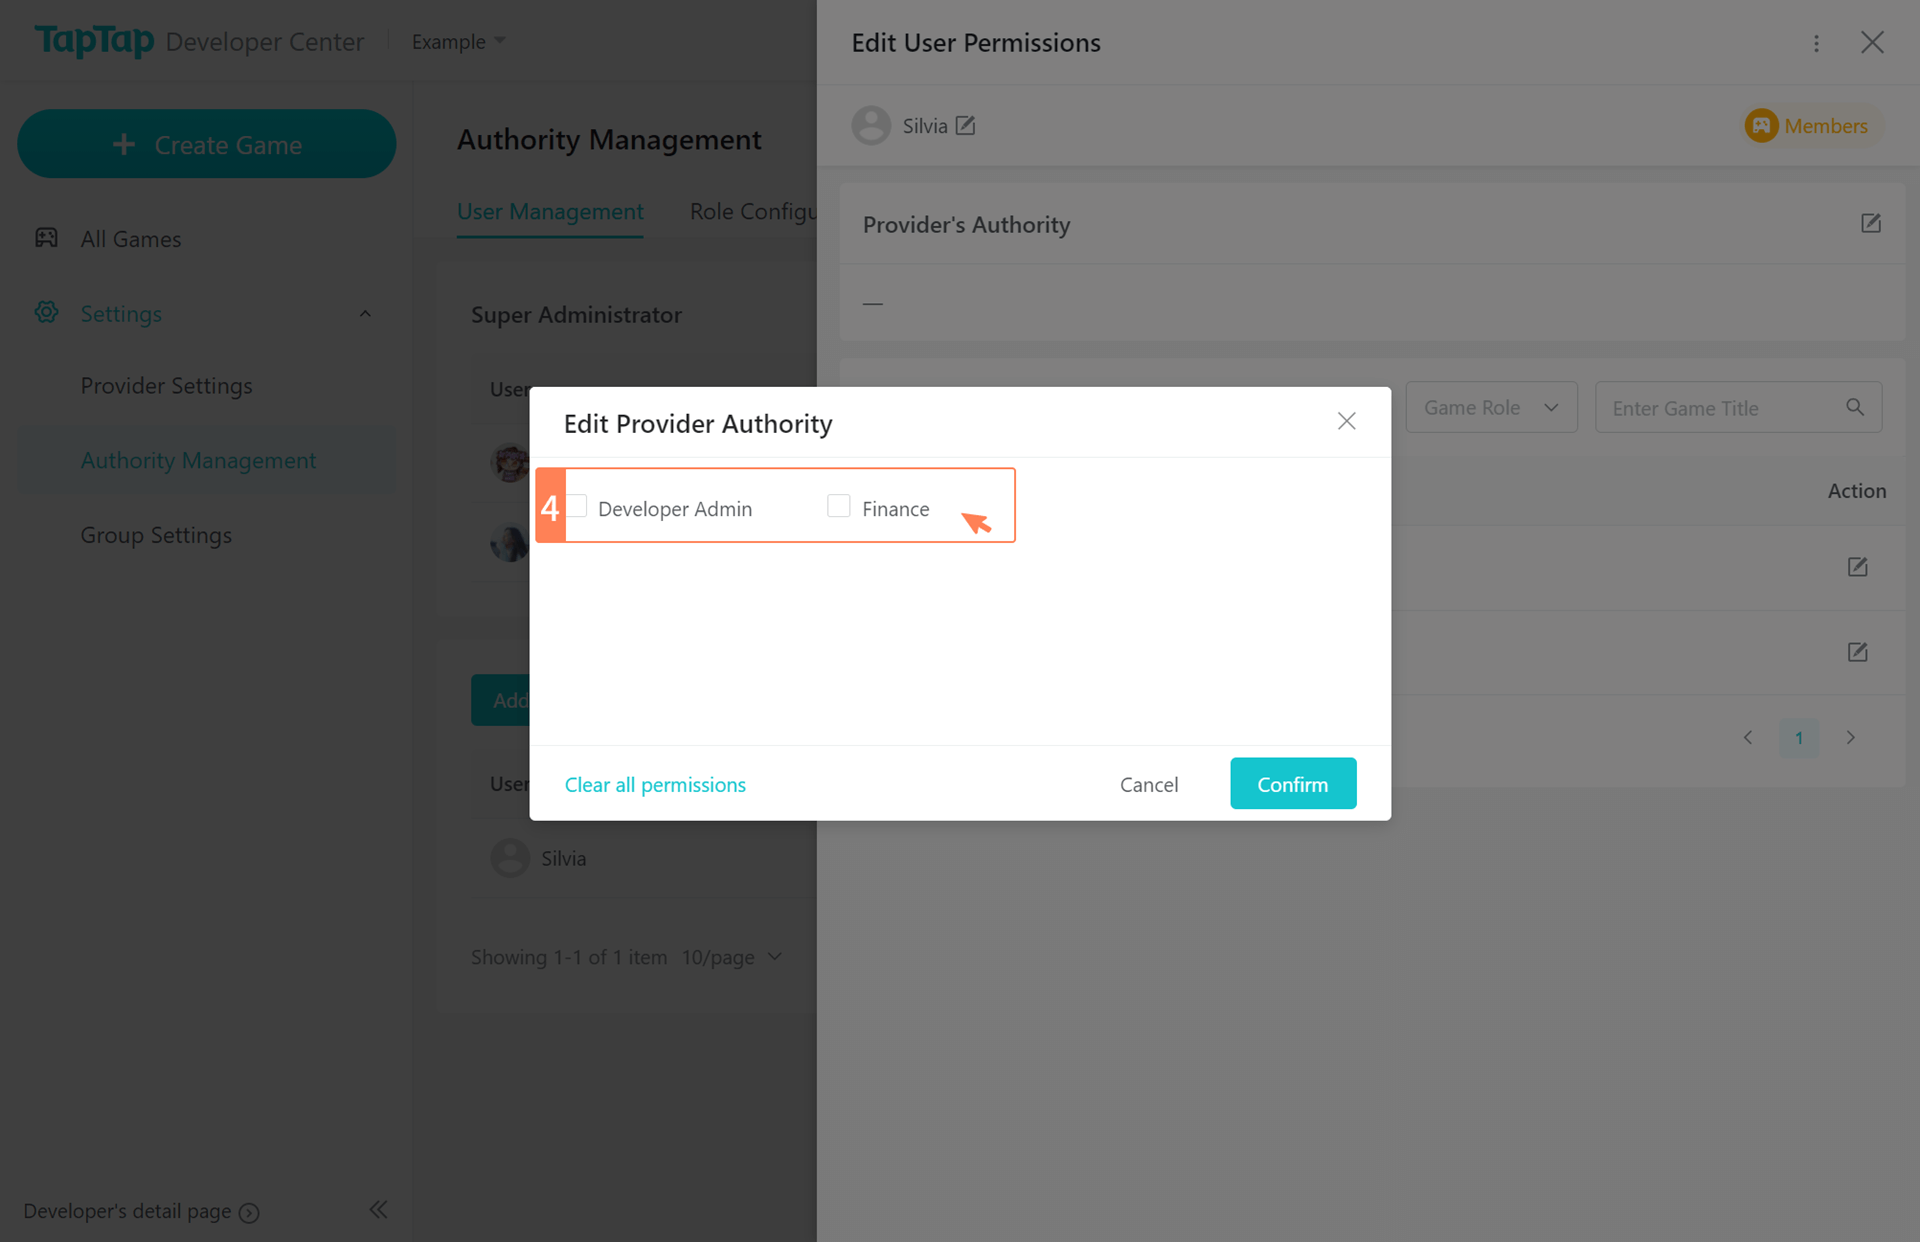 TapTap Developer Center Example
Create Game
All Games
Settings
Provider Settings
Authority Management
Group Settings
Developer's detail page
Authority Management
User Management Role Configu
Super Administrator
User
Add
User
Silvia
Showing 1-1 of 1 item 10/page
Edit User Permissions
Silvia
Members
Provider's Authority
—
Game Role Enter Game Title
Action
1
Edit Provider Authority
4 Developer Admin Finance
Clear all permissions Cancel Confirm